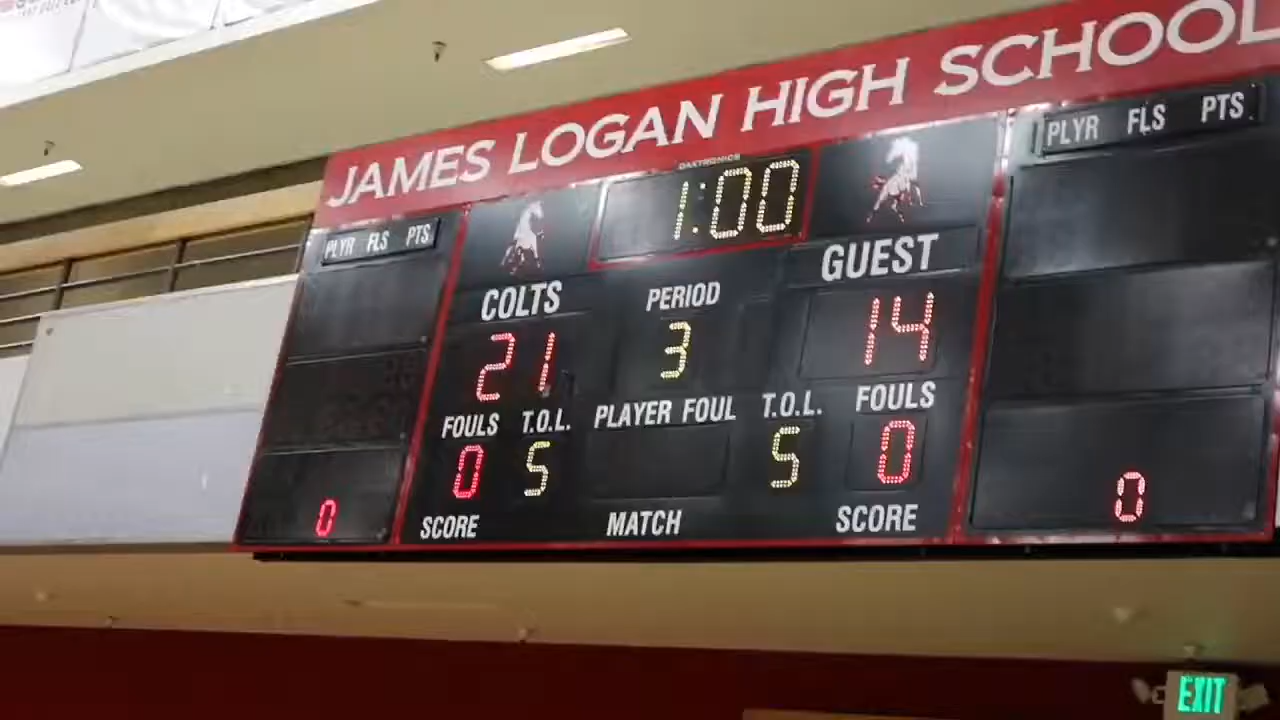 JAMES LOGAN HIGH SCHOOL
DAKTRONICS
1:00
PLYR FLS PTS
PLYR FLS PTS
COLTS PERIOD GUEST
21 3 14
FOULS T.O.L. PLAYER FOUL T.O.L. FOULS
0 5 5 0
0 0
SCORE MATCH SCORE
EXIT